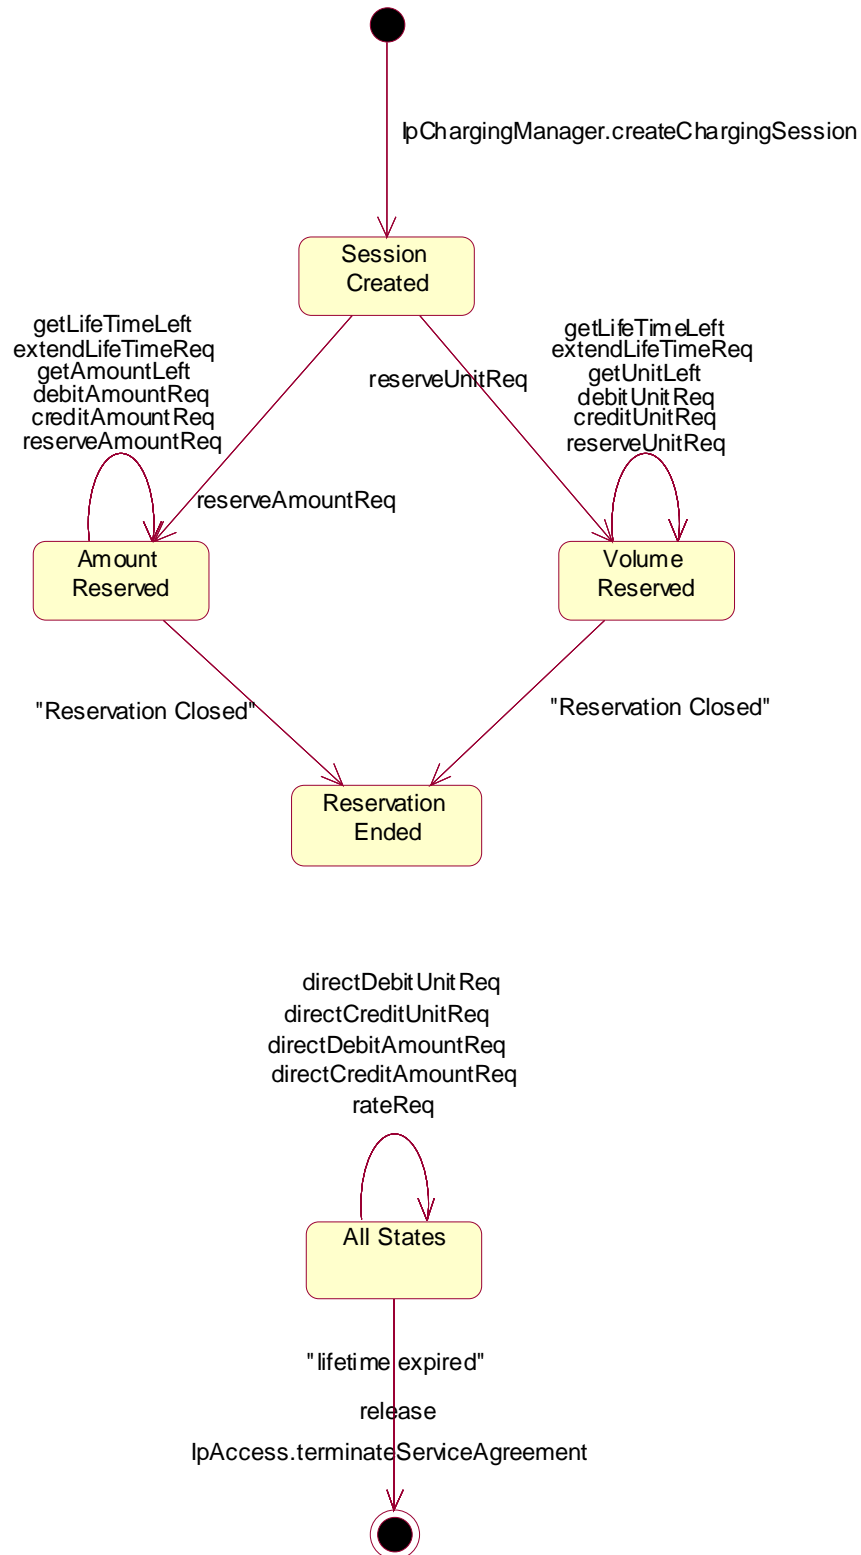 IpChargingManager.createChargingSession
Session
Created
getLifeTimeLeft
extendLifeTimeReq
getAmountLeft
debitAmountReq
creditAmountReq
reserveAmountReq
reserveUnitReq
getLifeTimeLeft
extendLifeTimeReq
getUnitLeft
debitUnitReq
creditUnitReq
reserveUnitReq
reserveAmountReq
Amount
Reserved
Volume
Reserved
"Reservation Closed"
"Reservation Closed"
Reservation
Ended
directDebitUnitReq
directCreditUnitReq
directDebitAmountReq
directCreditAmountReq
rateReq
All States
"lifetime expired"
release
IpAccess.terminateServiceAgreement